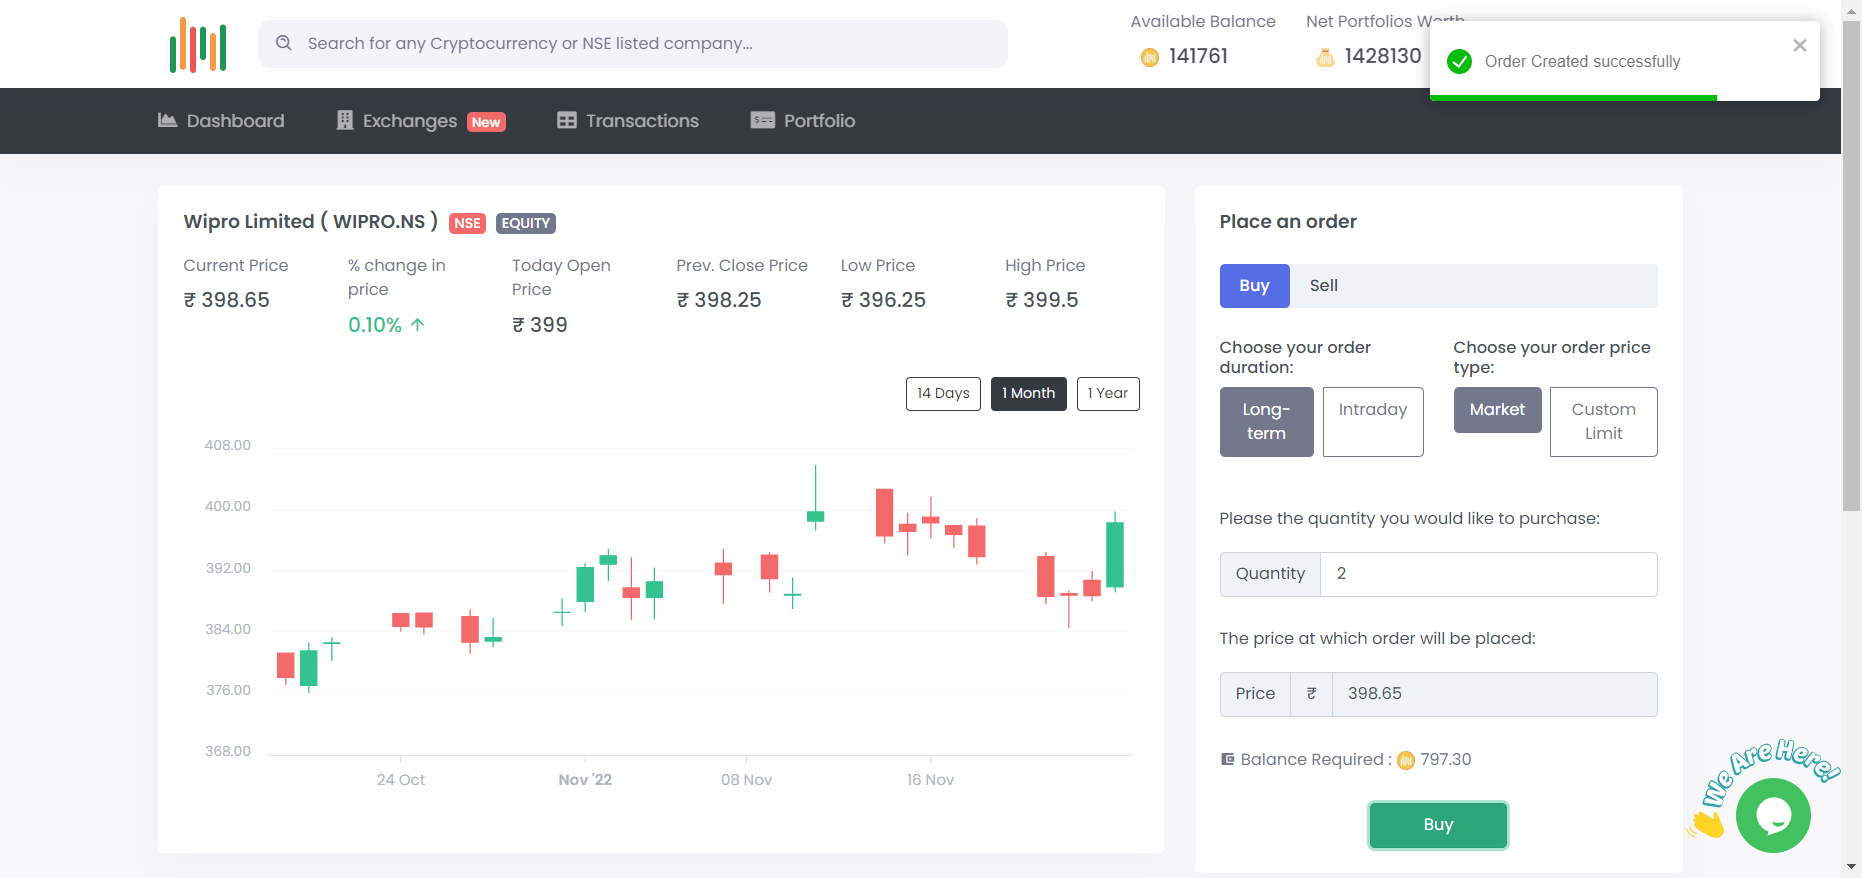 Search for any Cryptocurrency or NSE listed company...
Available Balance
141761
Net Portfolios Worth
1428130
Order Created successfully
Dashboard
Exchanges New
Transactions
Portfolio
Wipro Limited ( WIPRO.NS ) NSE EQUITY
Current Price
₹ 398.65
% change in
price
0.10% ↑
Today Open
Price
₹ 399
Prev. Close Price
₹ 398.25
Low Price
₹ 396.25
High Price
₹ 399.5
14 Days
1 Month
1 Year
408.00
400.00
392.00
384.00
376.00
368.00
24 Oct
Nov '22
08 Nov
16 Nov
Place an order
Buy
Sell
Choose your order
duration:
Long-
term
Intraday
Choose your order price
type:
Market
Custom
Limit
Please the quantity you would like to purchase:
Quantity
2
The price at which order will be placed:
Price ₹ 398.65
Balance Required : 797.30
Buy
We Are Here!